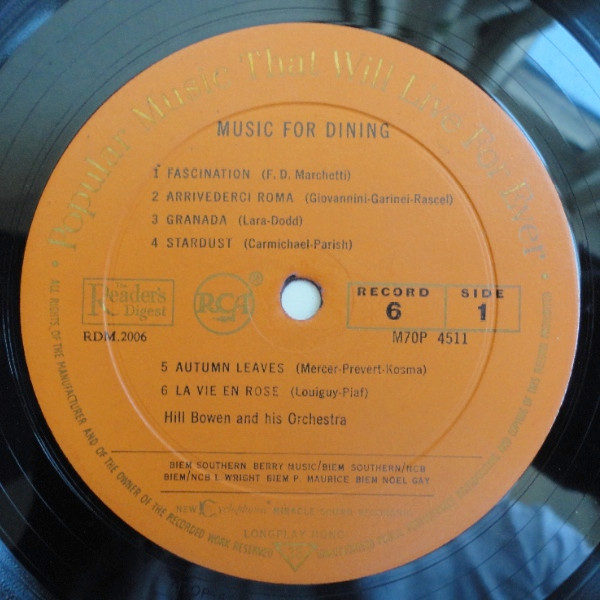 • Popular Music That Will Live For Ever •
MUSIC FOR DINING
1 FASCINATION (F. D. Marchetti)
2 ARRIVEDERCI ROMA (Giovannini-Garinei-Rascel)
3 GRANADA (Lara-Dodd)
4 STARDUST (Carmichael-Parish)
The
Reader's
Digest
RCA
RECORD 6
SIDE 1
RDM.2006
M70P 4511
5 AUTUMN LEAVES (Mercer-Prevert-Kosma)
6 LA VIE EN ROSE (Louiguy-Piaf)
Hill Bowen and his Orchestra
BIEM SOUTHERN BERRY MUSIC/BIEM SOUTHERN/NCB
BIEM/NCB L. WRIGHT BIEM P. MAURICE BIEM NOEL GAY
NEW
LONGPLAY MONO
ALL RIGHTS OF THE MANUFACTURER AND OF THE OWNER OF THE RECORDED WORK RESERVED